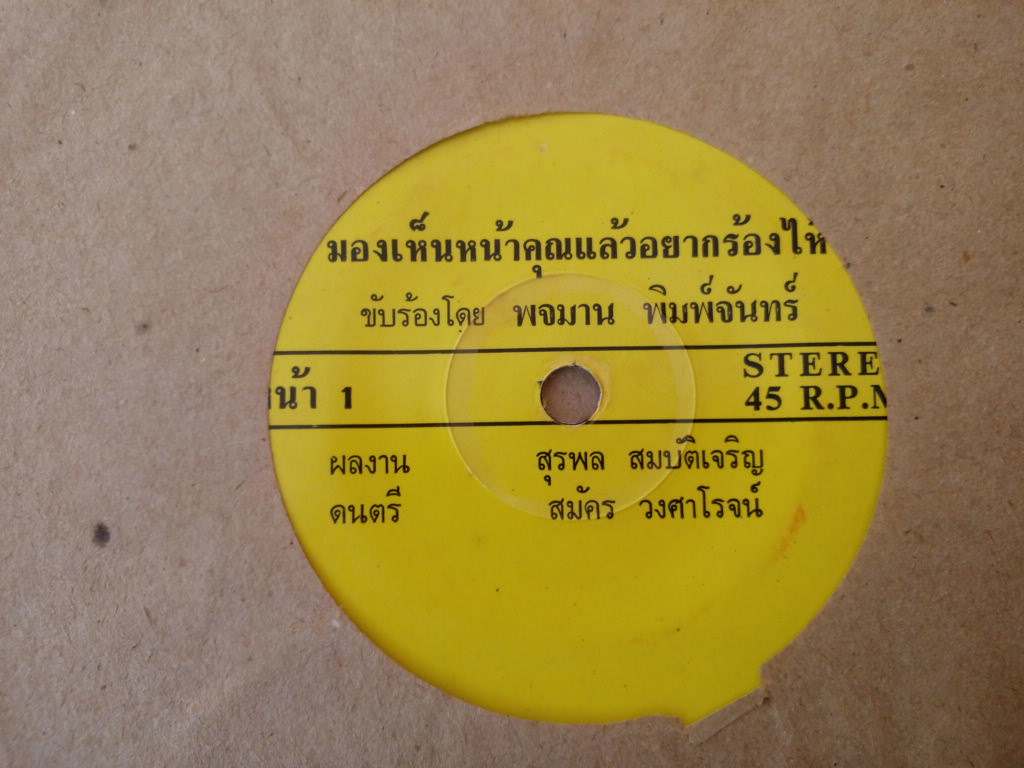 มองเห็นหน้าคุณแล้วอยากร้องไห้
ขับร้องโดย พจมาน พิมพ์จันทร์
STERE
น้า 1 45 R.P.M
ผลงาน สุรพล สมบัติเจริญ
ดนตรี สมัคร วงศาโรจน์